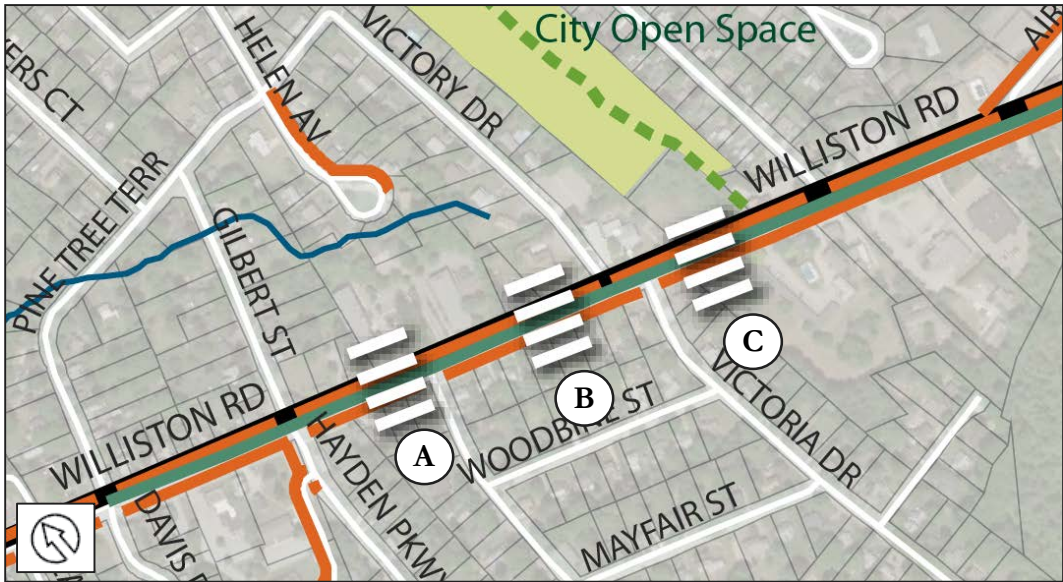 City Open Space
HELEN AV
VICTORY DR
ERS CT
AIR
WILLISTON RD
PINE TREE TERR
GILBERT ST
WILLISTON RD
HAYDEN PKWY
WOODBINE ST
VICTORIA DR
MAYFAIR ST
DAVIS P
A
B
C